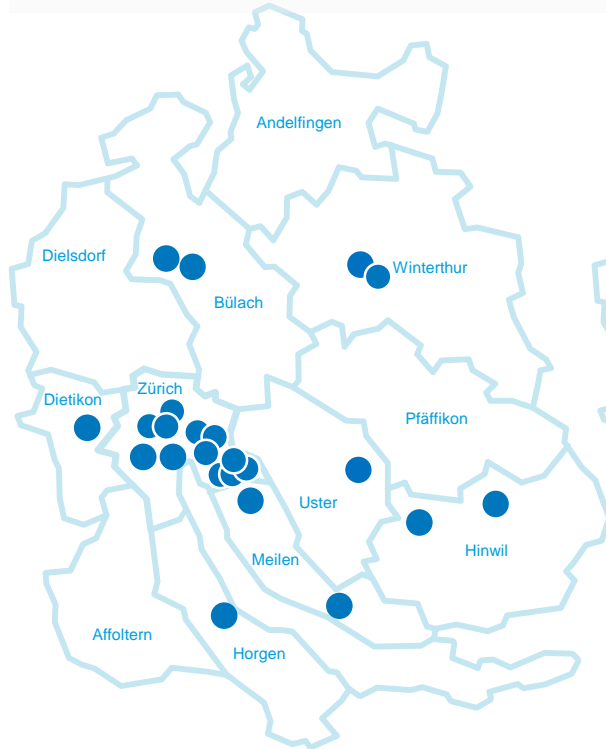 Andelfingen
Dielsdorf
Winterthur
Bülach
Zürich
Dietikon
Pfäffikon
Uster
Hinwil
Meilen
Affoltern
Horgen